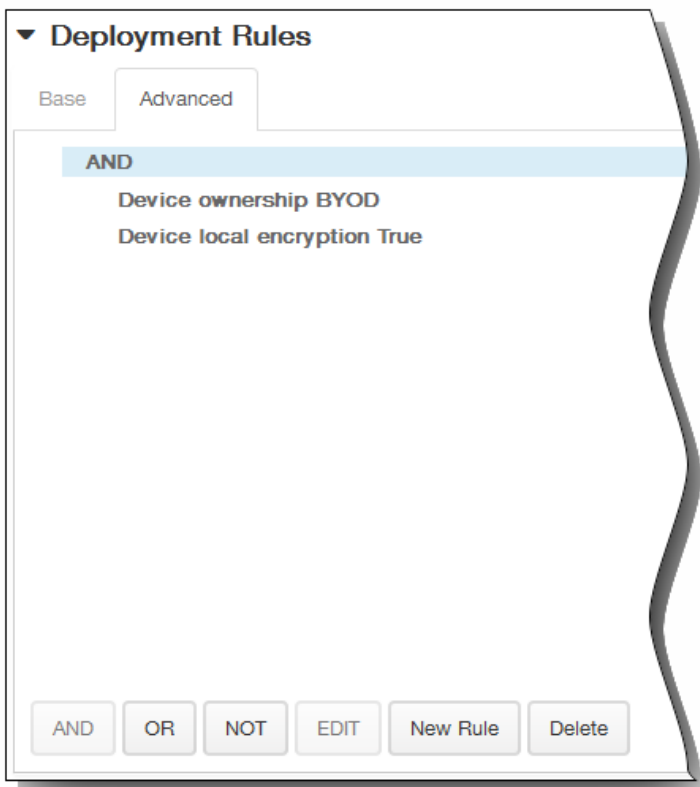 Deployment Rules
Base Advanced
AND
Device ownership BYOD
Device local encryption True
AND OR NOT EDIT New Rule Delete